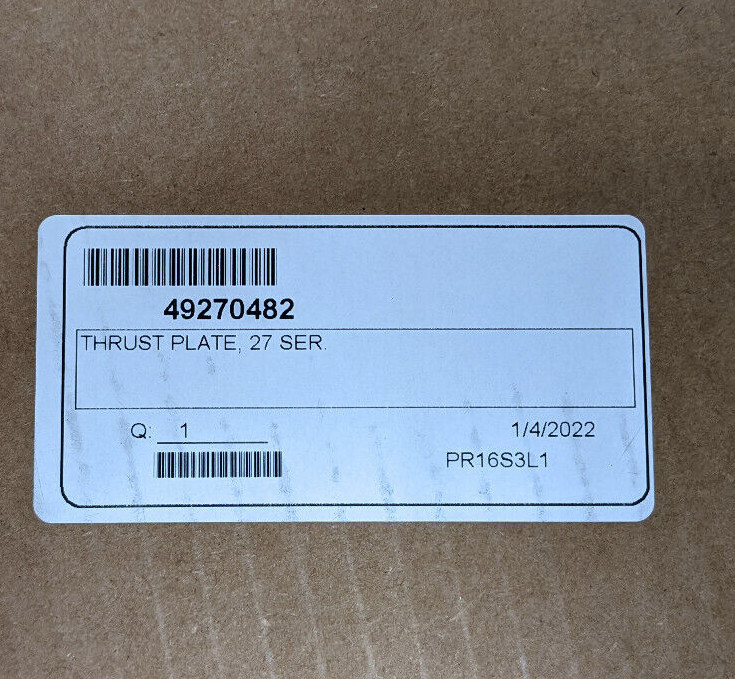 49270482
THRUST PLATE, 27 SER.
Q: 1
1/4/2022
PR16S3L1